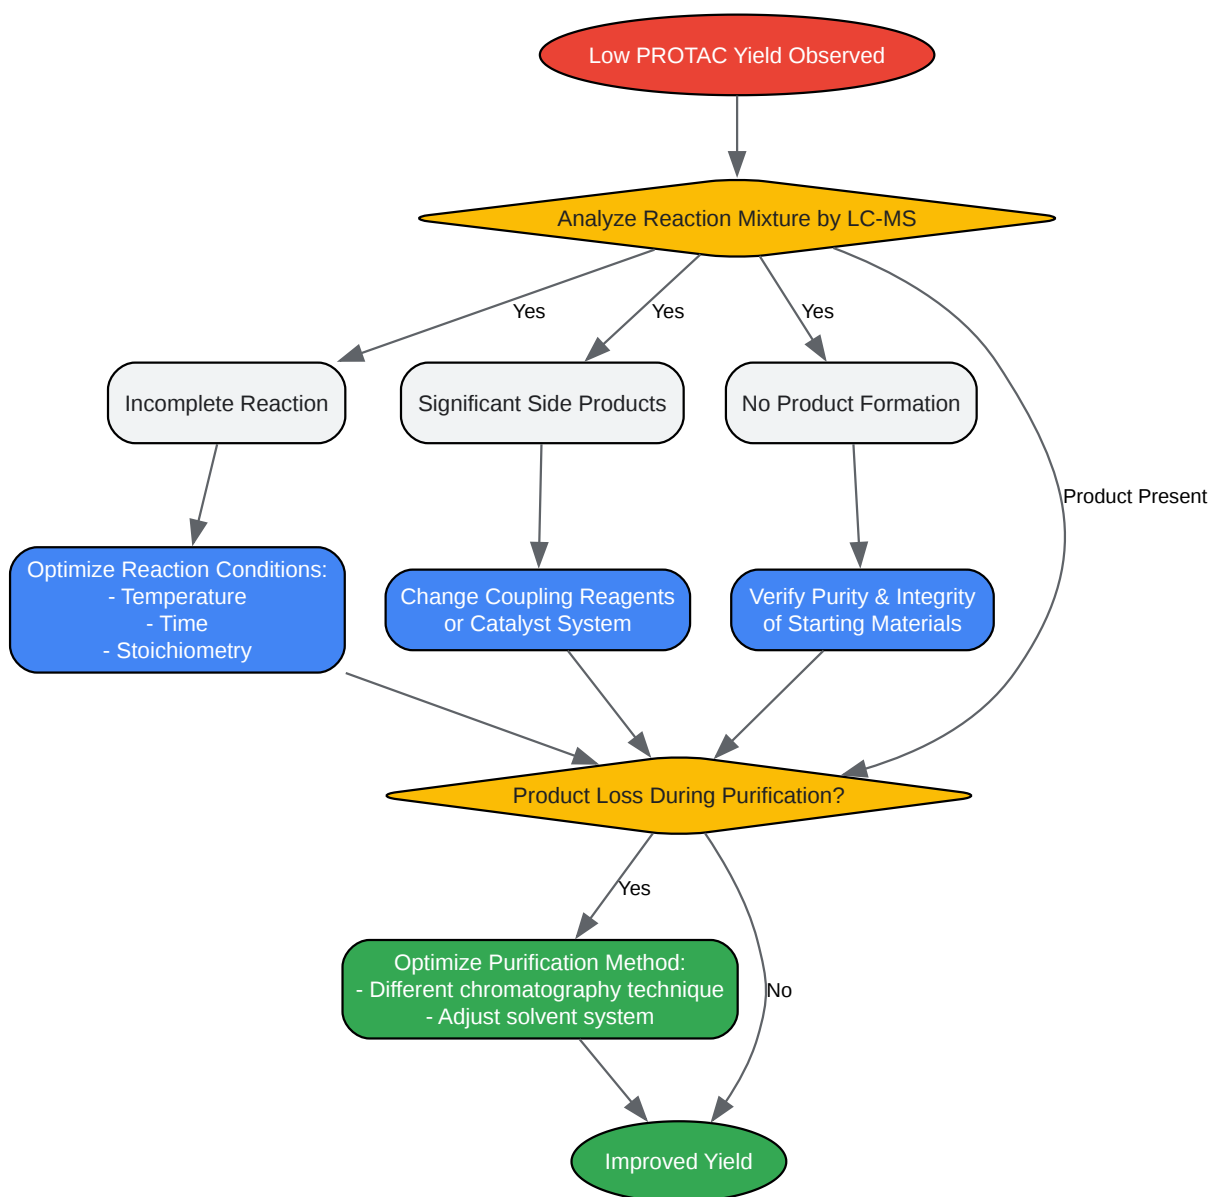 Low PROTAC Yield Observed
Analyze Reaction Mixture by LC-MS
Yes
Yes
Yes
Incomplete Reaction
Significant Side Products
No Product Formation
Product Present
Optimize Reaction Conditions:
- Temperature
- Time
- Stoichiometry
Change Coupling Reagents
or Catalyst System
Verify Purity & Integrity
of Starting Materials
Product Loss During Purification?
Yes
Optimize Purification Method:
- Different chromatography technique
- Adjust solvent system
No
Improved Yield